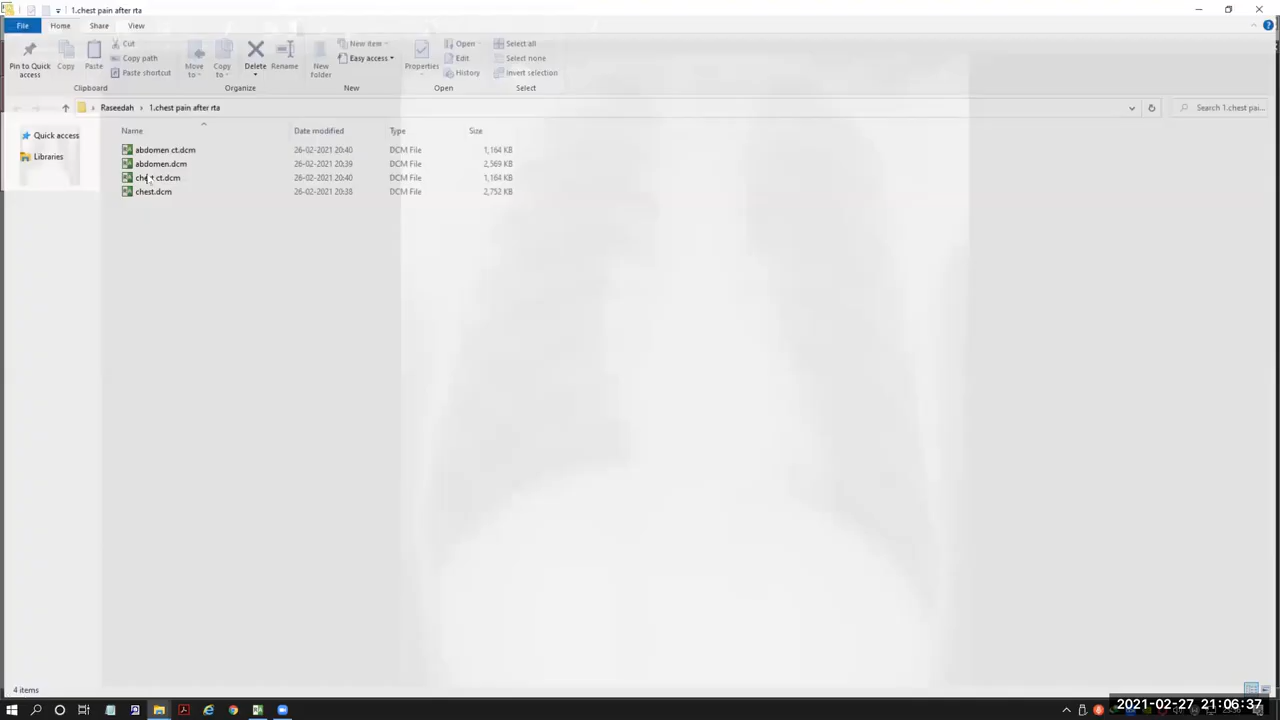 1.chest pain after rta
File Home Share View
Pin to Quick access
Copy
Paste
Cut
Copy path
Paste shortcut
Move to
Copy to
Delete
Rename
New folder
New item
Easy access
Properties
Open
Edit
History
Select all
Select none
Invert selection
Clipboard Organize New Open Select
Raseedah 1.chest pain after rta
Search 1.chest pai...
Quick access
Libraries
Name Date modified Type Size
abdomen ct.dcm 26-02-2021 20:40 DCM File 1,164 KB
abdomen.dcm 26-02-2021 20:39 DCM File 2,569 KB
chest ct.dcm 26-02-2021 20:40 DCM File 1,164 KB
chest.dcm 26-02-2021 20:38 DCM File 2,752 KB
4 items
2021-02-27 21:06:37